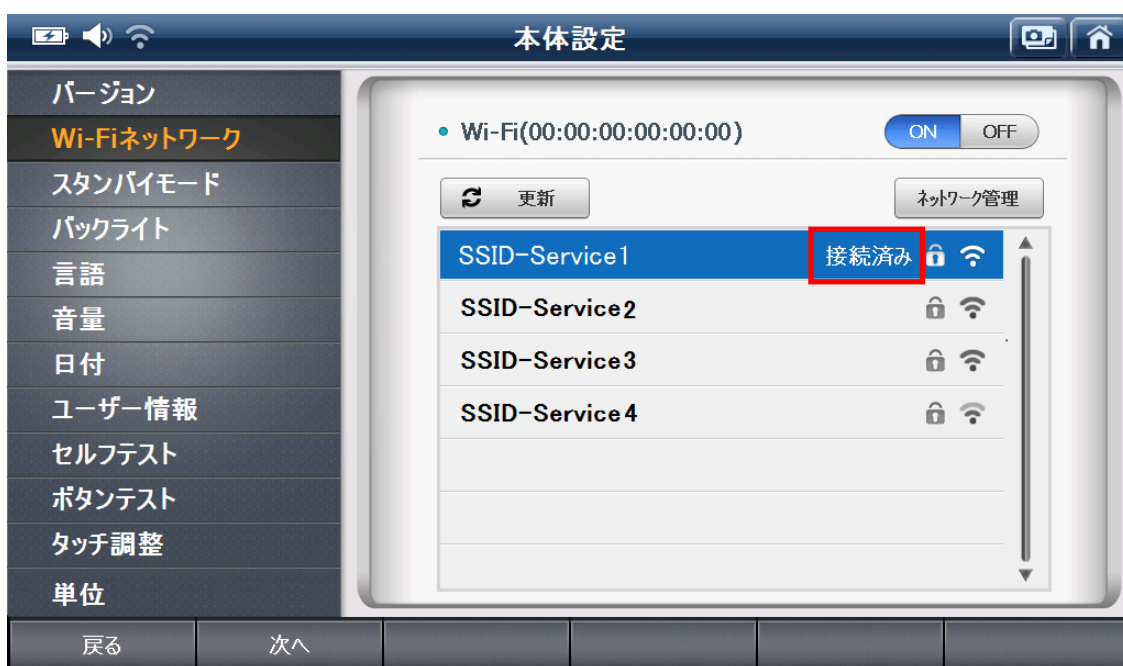 本体設定
バージョン
Wi-Fiネットワーク
スタンバイモード
バックライト
言語
音量
日付
ユーザー情報
セルフテスト
ボタンテスト
タッチ調整
単位
Wi-Fi(00:00:00:00:00:00)
ON OFF
更新
ネットワーク管理
SSID-Service1 接続済み
SSID-Service2
SSID-Service3
SSID-Service4
戻る 次へ